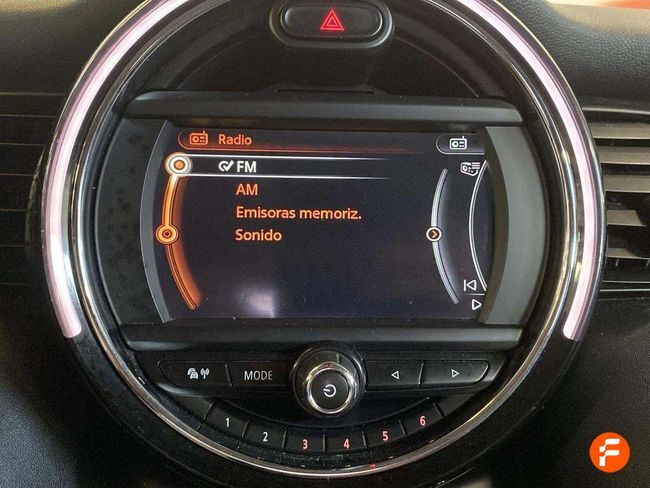 Radio
FM
AM
Emisoras memoriz.
Sonido
MODE
1 2 3 4 5 6